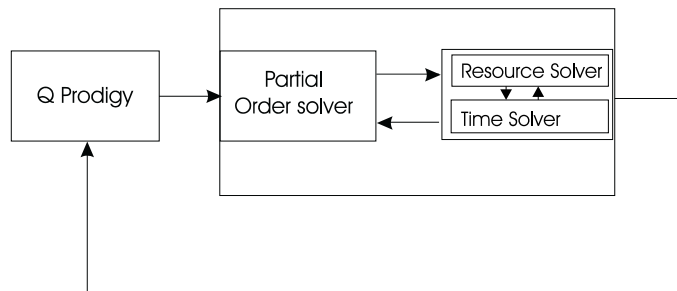 Q Prodigy
Partial
Order solver
Resource Solver
Time Solver